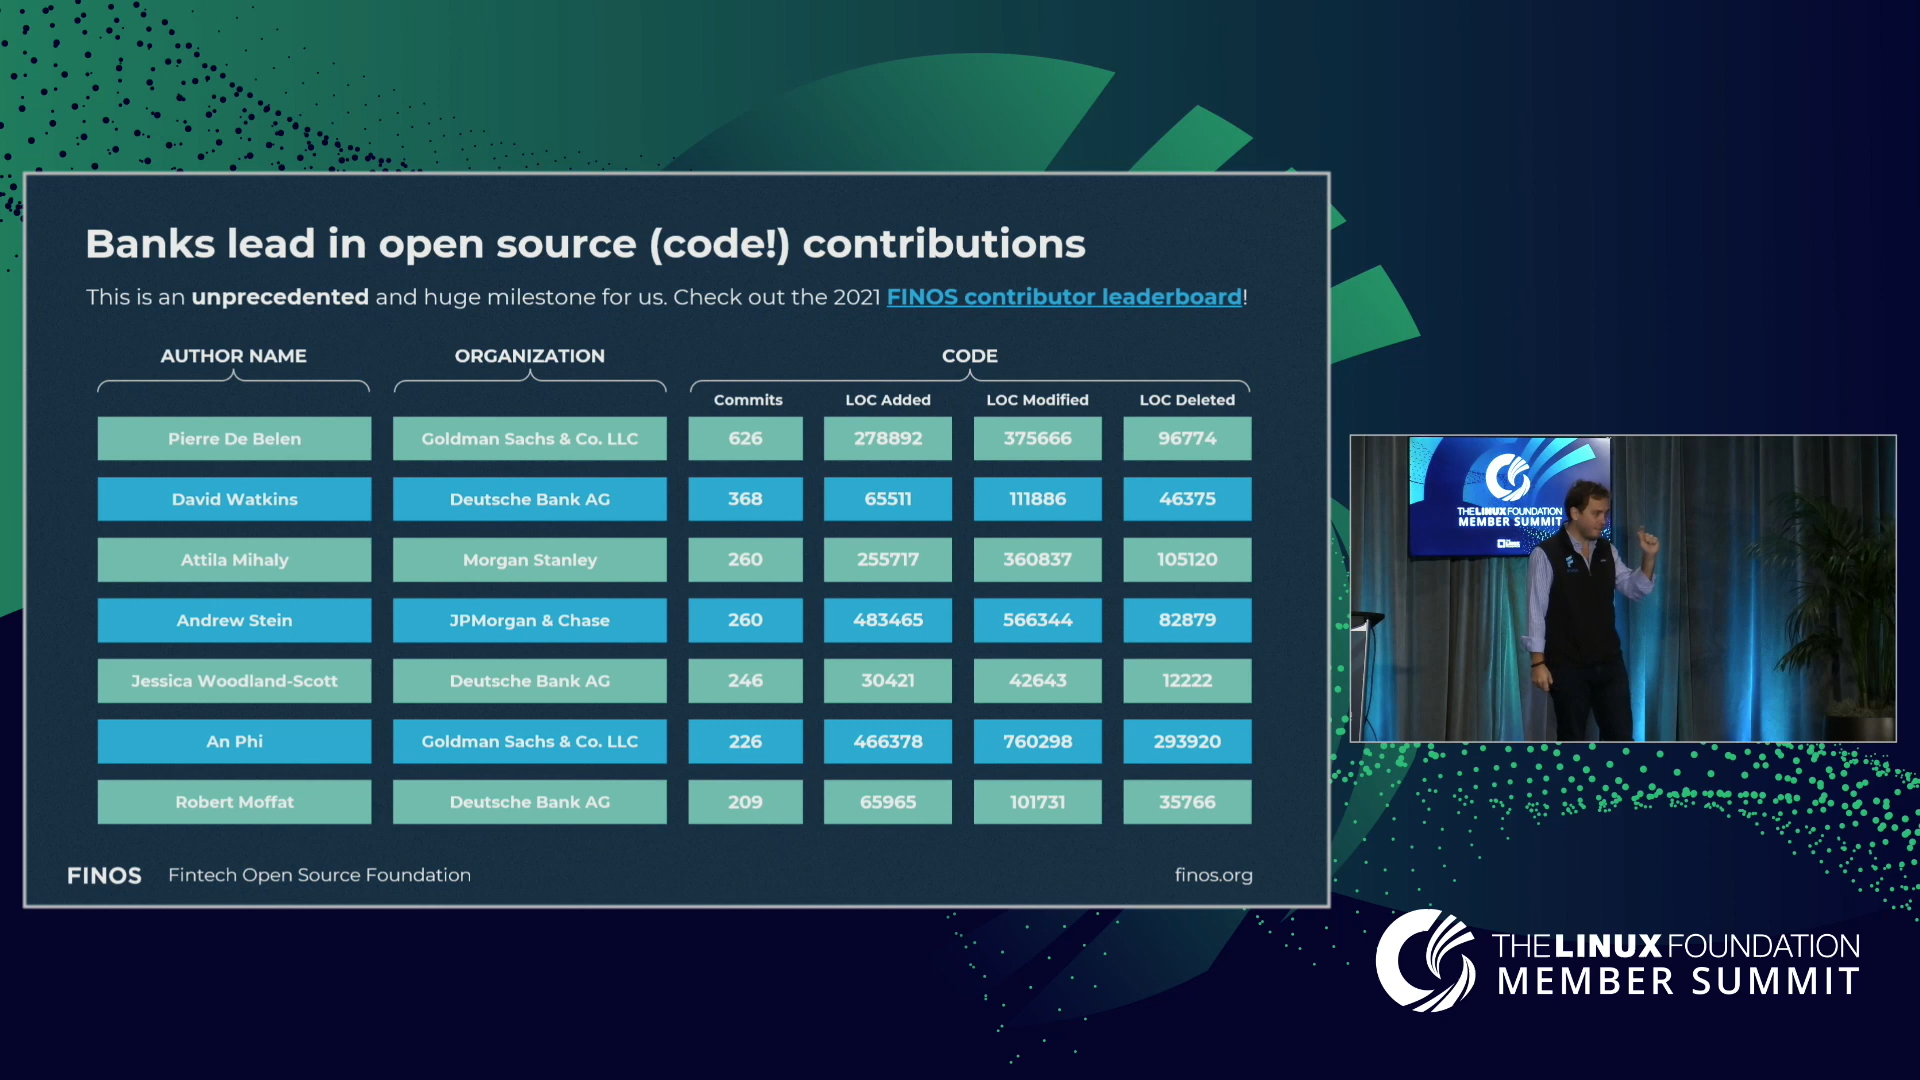 Banks lead in open source (code!) contributions
This is an unprecedented and huge milestone for us. Check out the 2021 FINOS contributor leaderboard!
AUTHOR NAME ORGANIZATION CODE
Commits LOC Added LOC Modified LOC Deleted
Pierre De Belen Goldman Sachs & Co. LLC 626 278892 375666 96774
David Watkins Deutsche Bank AG 368 65511 111886 46375
Attila Mihaly Morgan Stanley 260 255717 360837 105120
Andrew Stein JPMorgan & Chase 260 483465 566344 82879
Jessica Woodland-Scott Deutsche Bank AG 246 30421 42643 12222
An Phi Goldman Sachs & Co. LLC 226 466378 760298 293920
Robert Moffat Deutsche Bank AG 209 65965 101731 35766
FINOS Fintech Open Source Foundation finos.org
THE LINUX FOUNDATION
MEMBER SUMMIT
THE LINUX FOUNDATION
MEMBER SUMMIT